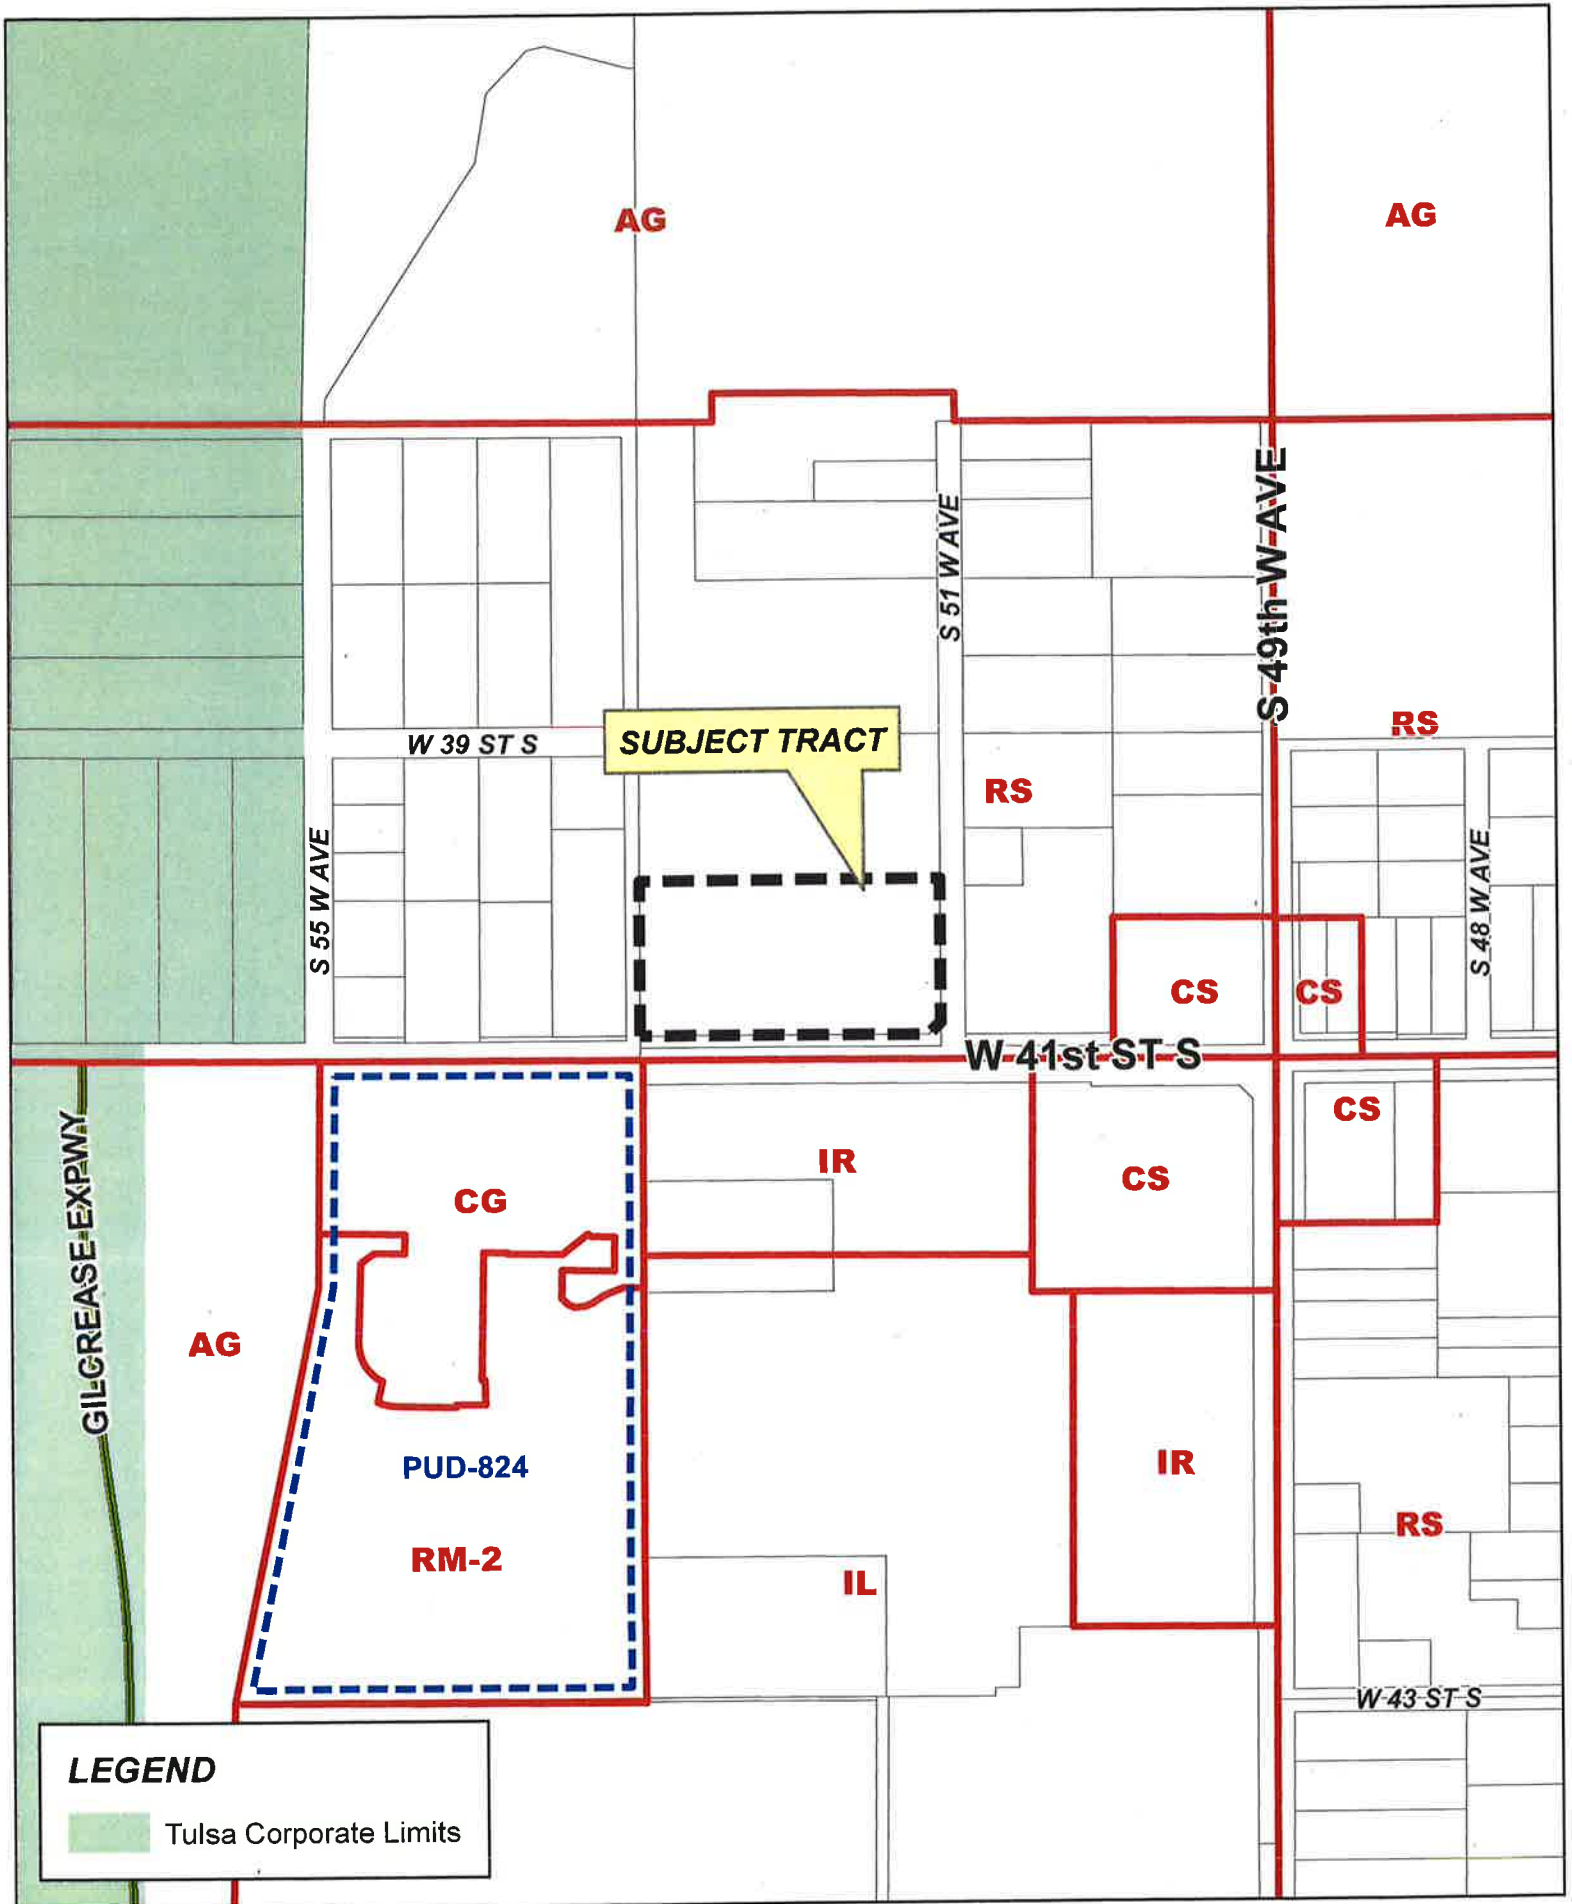 AG
AG
S 49th W AVE
S 51 W AVE
RS
W 39 ST S
SUBJECT TRACT
RS
S 55 W AVE
S 48 W AVE
CS
CS
W 41st ST S
CS
IR
CS
CG
GILCREASE EXPWY
AG
PUD-824
IR
RS
RM-2
IL
W 43 ST S
LEGEND
Tulsa Corporate Limits